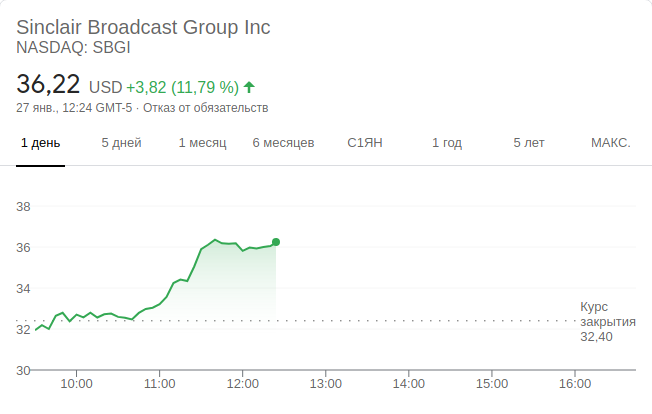 Sinclair Broadcast Group Inc
NASDAQ: SBGI
36,22 USD +3,82 (11,79 %)
27 янв., 12:24 GMT-5 · Отказ от обязательств
1 день 5 дней 1 месяц 6 месяцев С1ЯН 1 год 5 лет МАКС.
38
36
34
32
30
Курс
закрытия
32,40
10:00 11:00 12:00 13:00 14:00 15:00 16:00